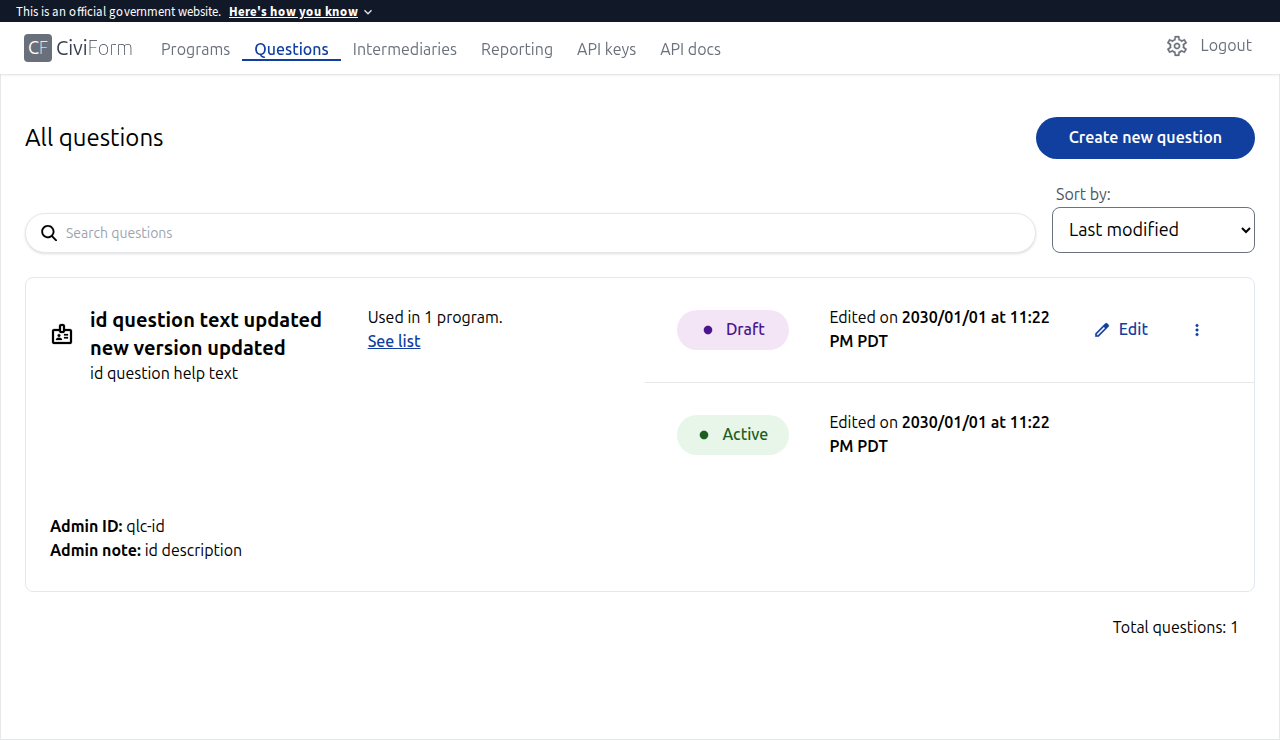 This is an official government website. Here's how you know
CF CiviForm Programs Questions Intermediaries Reporting API keys API docs Logout
All questions
Create new question
Sort by:
Search questions
Last modified
id question text updated
new version updated
id question help text
Used in 1 program.
See list
Draft
Edited on 2030/01/01 at 11:22
PM PDT
Edit
Active
Edited on 2030/01/01 at 11:22
PM PDT
Admin ID: qlc-id
Admin note: id description
Total questions: 1